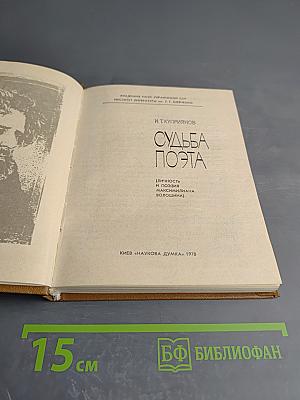 АКАДЕМИЯ НАУК УКРАИНСКОЙ ССР
ИНСТИТУТ ЛИТЕРАТУРЫ им. Т. Г. ШЕВЧЕНКО
И. Т. КУПРИЯНОВ
СУДЬБА
ПОЭТА
(ЛИЧНОСТЬ
И ПОЭЗИЯ
МАКСИМИЛИАНА
ВОЛОШИНА)
КИЕВ «НАУКОВА ДУМКА» 1978
15 см
БФ БИБЛИОФАН